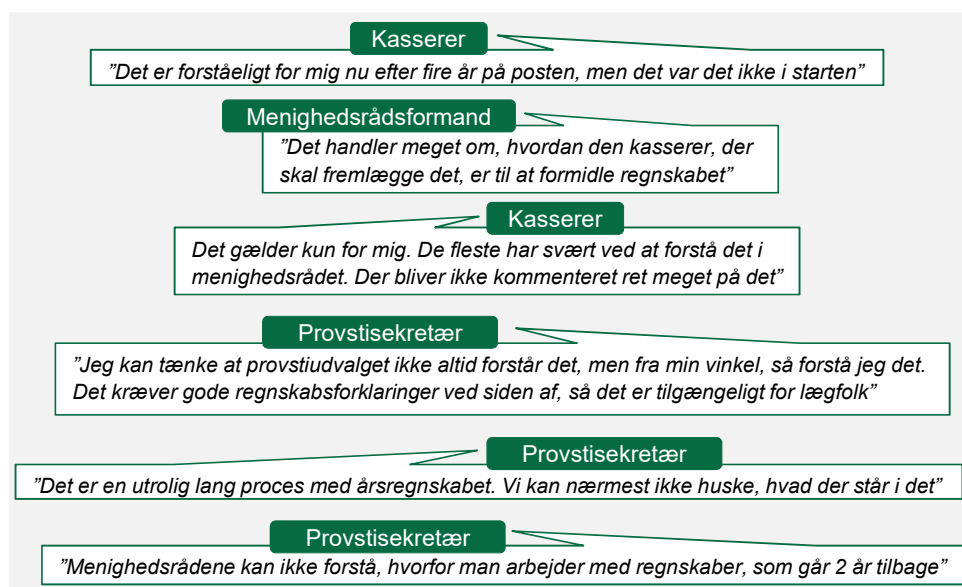 Kasserer
”Det er forståeligt for mig nu efter fire år på posten, men det var det ikke i starten”
Menighedsrådsformand
”Det handler meget om, hvordan den kasserer, der
skal fremlægge det, er til at formidle regnskabet”
Kasserer
Det gælder kun for mig. De fleste har svært ved at forstå det i
menighedsrådet. Der bliver ikke kommenteret ret meget på det”
Provstisekretær
”Jeg kan tænke at provstiudvalget ikke altid forstår det, men fra min vinkel, så forstå jeg det.
Det kræver gode regnskabsforklaringer ved siden af, så det er tilgængeligt for lægfolk”
Provstisekretær
”Det er en utrolig lang proces med årsregnskabet. Vi kan nærmest ikke huske, hvad der står i det”
Provstisekretær
”Menighedsrådene kan ikke forstå, hvorfor man arbejder med regnskaber, som går 2 år tilbage”